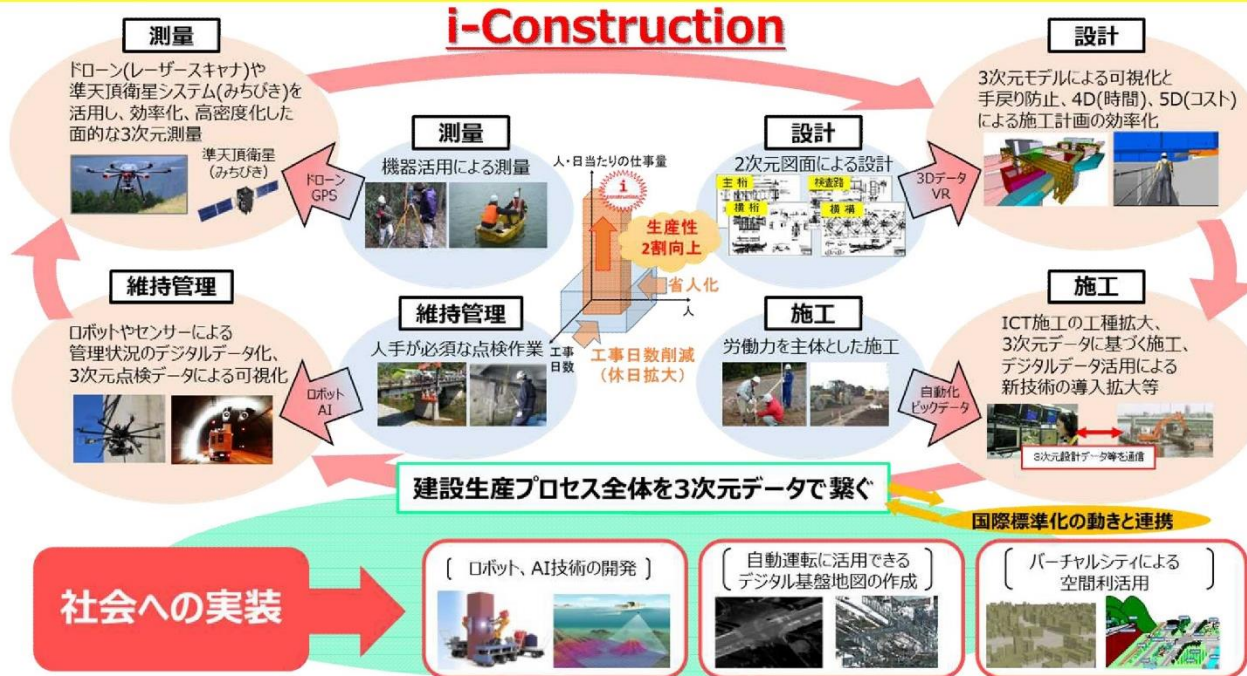 i-Construction
測量
ドローン(レーザースキャナ)や
準天頂衛星システム(みちびき)を
活用し、効率化、高密度化した
面的な3次元測量
準天頂衛星
(みちびき)
ドローン
GPS
測量
機器活用による測量
人・日当たりの仕事量
i
construction
生産性
2割向上
省人化
人
工事
日数
工事日数削減
(休日拡大)
設計
2次元図面による設計
主 桁
検査路
横 桁
横 構
3Dデータ
VR
設計
3次元モデルによる可視化と
手戻り防止、4D(時間)、5D(コスト)
による施工計画の効率化
維持管理
ロボットやセンサーによる
管理状況のデジタルデータ化、
3次元点検データによる可視化
ロボット
AI
維持管理
人手が必須な点検作業
施工
労働力を主体とした施工
自動化
ビックデータ
施工
ICT施工の工種拡大、
3次元データに基づく施工、
デジタルデータ活用による
新技術の導入拡大等
3次元設計データ等を通信
建設生産プロセス全体を3次元データで繋ぐ
国際標準化の動きと連携
社会への実装
[ ロボット、AI技術の開発 ]
自動運転に活用できる
デジタル基盤地図の作成
バーチャルシティによる
空間利活用